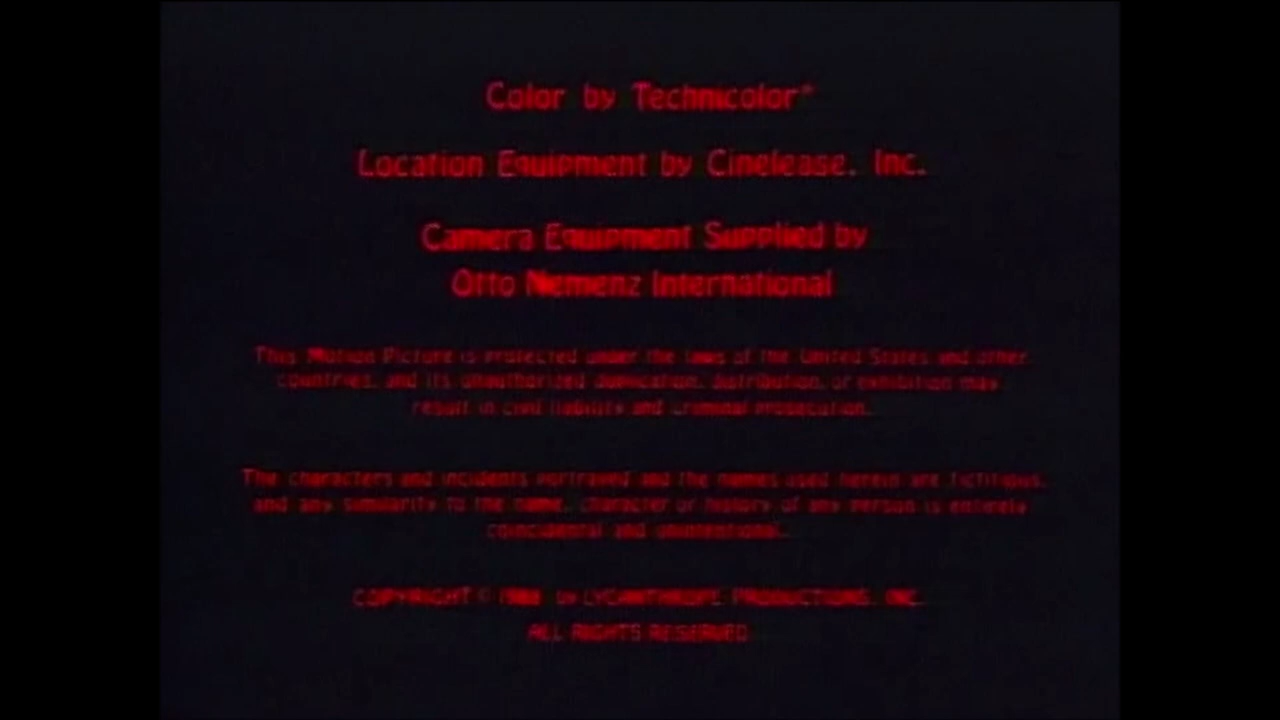 Color by Technicolor®
Location Equipment by Cinelease, Inc.
Camera Equipment Supplied by
Otto Nemenz International
This Motion Picture is protected under the laws of the United States and other
countries, and its unauthorized duplication, distribution, or exhibition may
result in civil liability and criminal prosecution.
The characters and incidents portrayed and the names used herein are fictitious,
and any similarity to the name, character or history of any person is entirely
coincidental and unintentional.
COPYRIGHT © by LYCANTHROPE PRODUCTIONS, INC.
ALL RIGHTS RESERVED